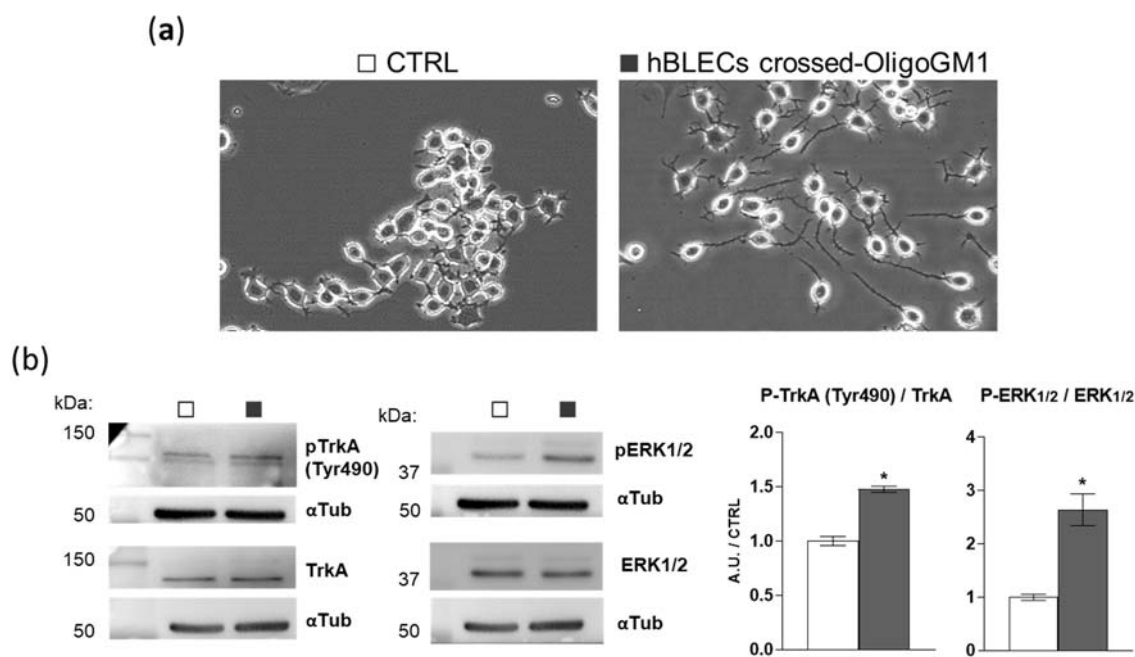 (a)
□ CTRL
■ hBLECs crossed-OligoGM1
(b)
kDa:
150
pTrkA
(Tyr490)
50
αTub
150
TrkA
50
αTub
kDa:
pERK1/2
37
50
αTub
ERK1/2
37
50
αTub
P-TrkA (Tyr490) / TrkA
A.U. / CTRL
2.0
1.5
1.0
0.5
0.0
*
P-ERK1/2 / ERK1/2
4
3
2
1
0
*